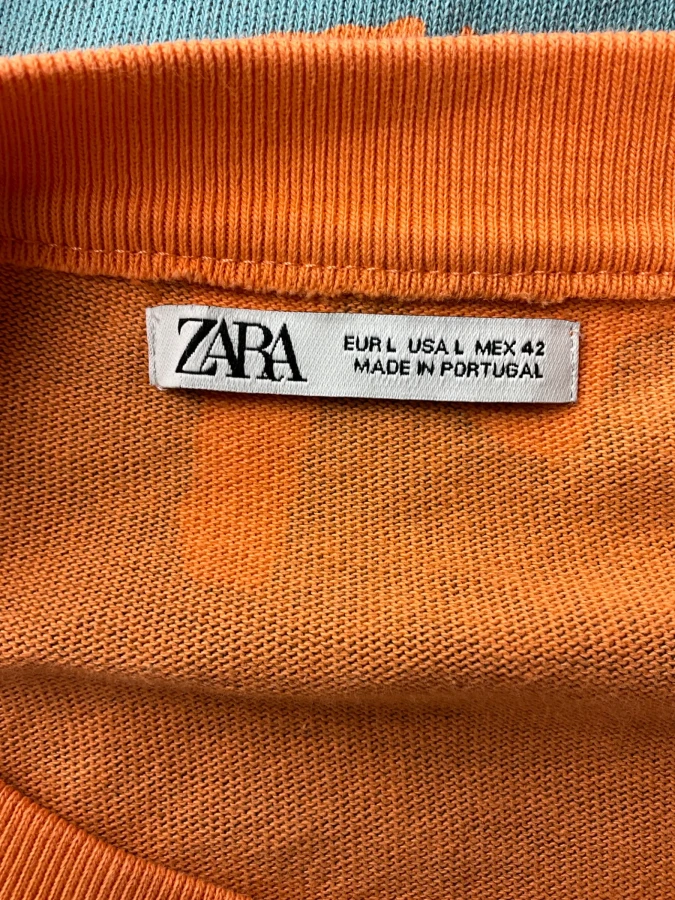 ZARA
EUR L USA L MEX 42
MADE IN PORTUGAL